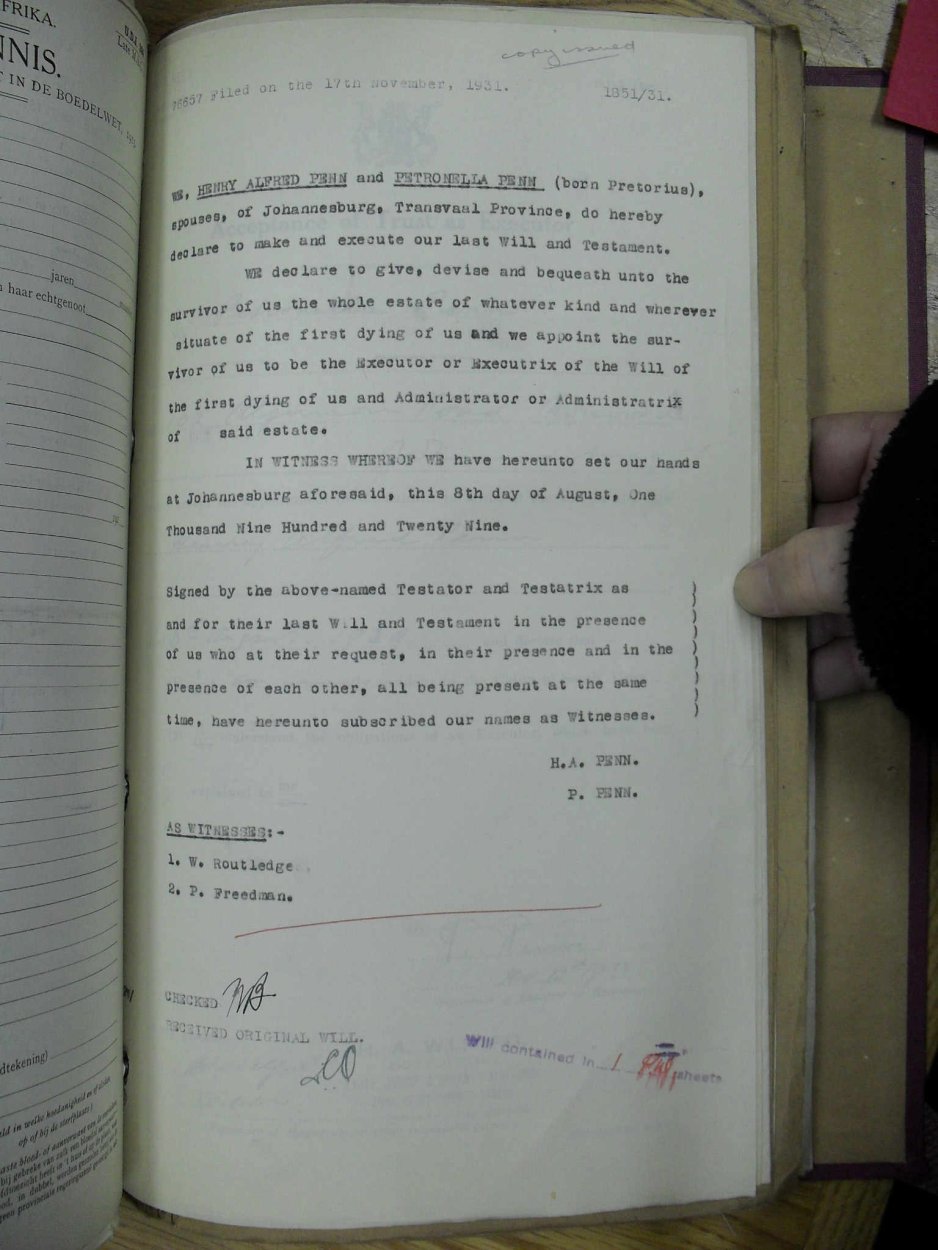 FRIKA.
NNIS.
T IN DE BOEDELWET, 1913
jaren
n haar echtgenoot
dtekening)
op of bij de sterfplaats)
copy issued
76657 Filed on the 17th November, 1931.
1851/31.
WE, HENRY ALFRED PENN and PETRONELLA PENN (born Pretorius),
spouses, of Johannesburg, Transvaal Province, do hereby
declare to make and execute our last Will and Testament.
WE declare to give, devise and bequeath unto the
survivor of us the whole estate of whatever kind and wherever
situate of the first dying of us and we appoint the sur-
vivor of us to be the Executor or Executrix of the Will of
the first dying of us and Administrator or Administratrix
of said estate.
IN WITNESS WHEREOF WE have hereunto set our hands
at Johannesburg aforesaid, this 8th day of August, One
Thousand Nine Hundred and Twenty Nine.
Signed by the above-named Testator and Testatrix as )
and for their last Will and Testament in the presence )
of us who at their request, in their presence and in the )
presence of each other, all being present at the same )
time, have hereunto subscribed our names as Witnesses. )
H.A. PENN.
P. PENN.
AS WITNESSES:-
1. W. Routledge
2. P. Freedman.
CHECKED
RECEIVED ORIGINAL WILL.
Will contained in 1 sheets